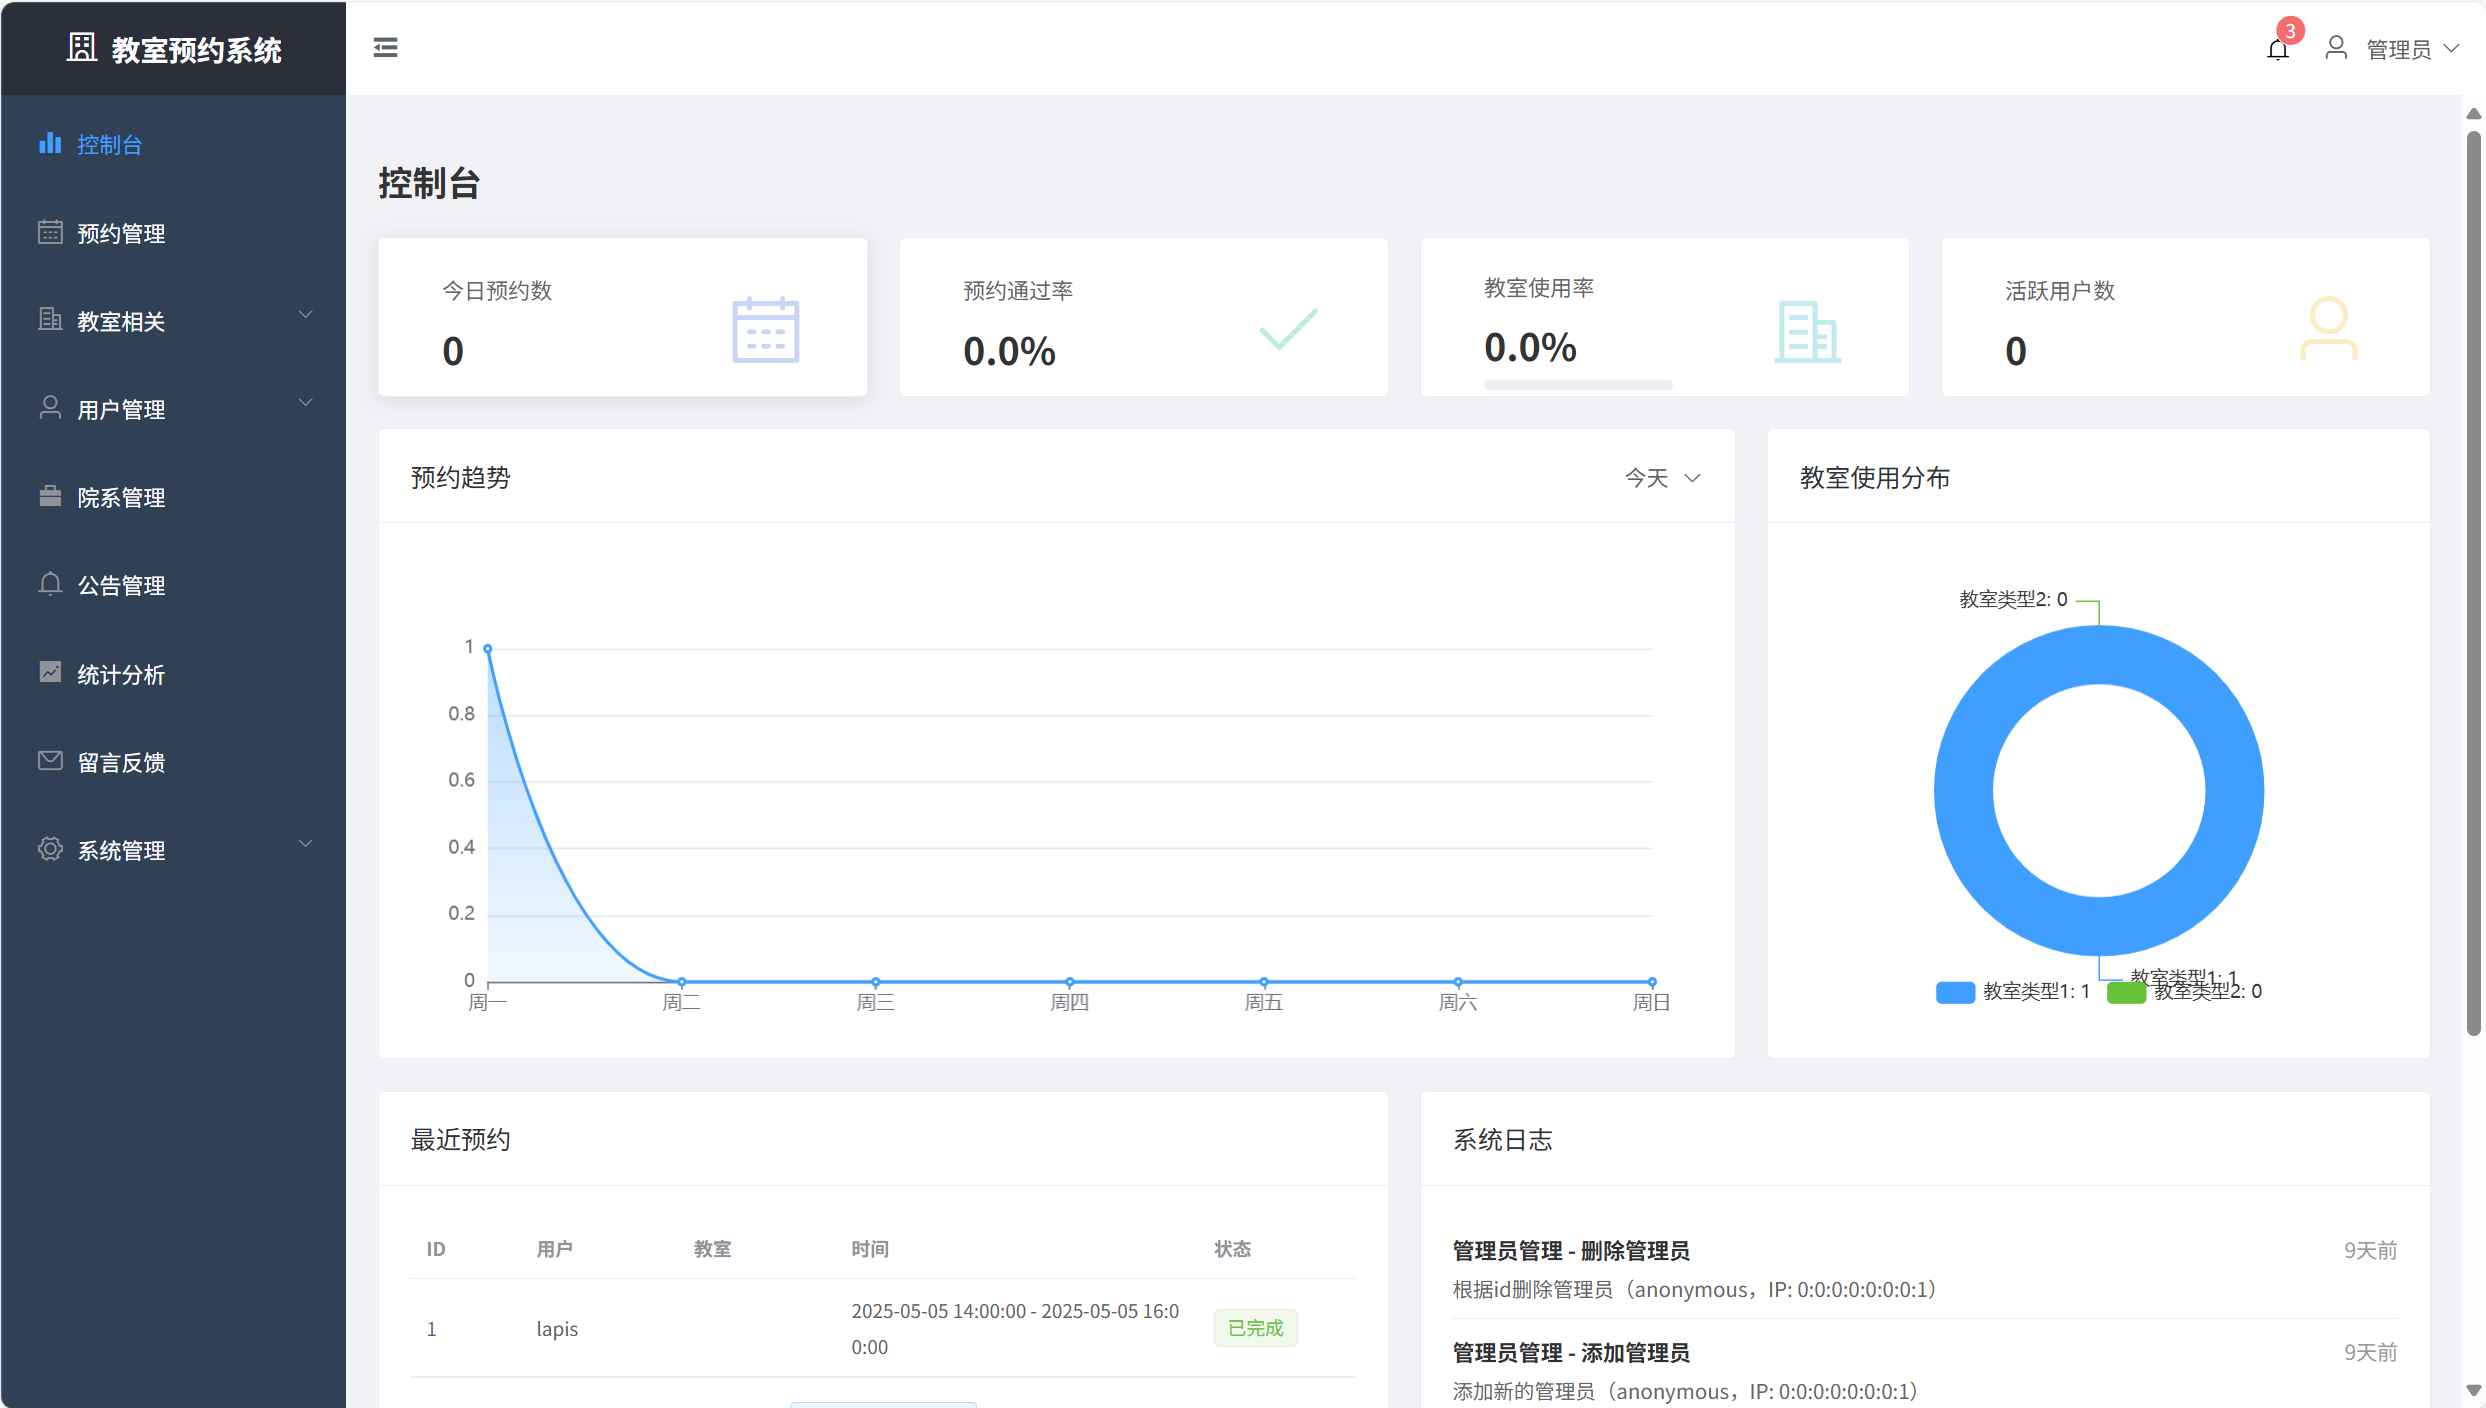 教室预约系统
3
管理员
控制台
预约管理
教室相关
用户管理
院系管理
公告管理
统计分析
留言反馈
系统管理
控制台
今日预约数
0
预约通过率
0.0%
教室使用率
0.0%
活跃用户数
0
预约趋势
今天
1
0.8
0.6
0.4
0.2
0
周一
周二
周三
周四
周五
周六
周日
教室使用分布
教室类型2: 0
教室类型1: 1
教室类型1: 1
教室类型2: 0
最近预约
ID
用户
教室
时间
状态
1
lapis
2025-05-05 14:00:00 - 2025-05-05 16:0
0:00
已完成
系统日志
管理员管理 - 删除管理员
9天前
根据id删除管理员（anonymous，IP: 0:0:0:0:0:0:0:1）
管理员管理 - 添加管理员
9天前
添加新的管理员（anonymous，IP: 0:0:0:0:0:0:0:1）